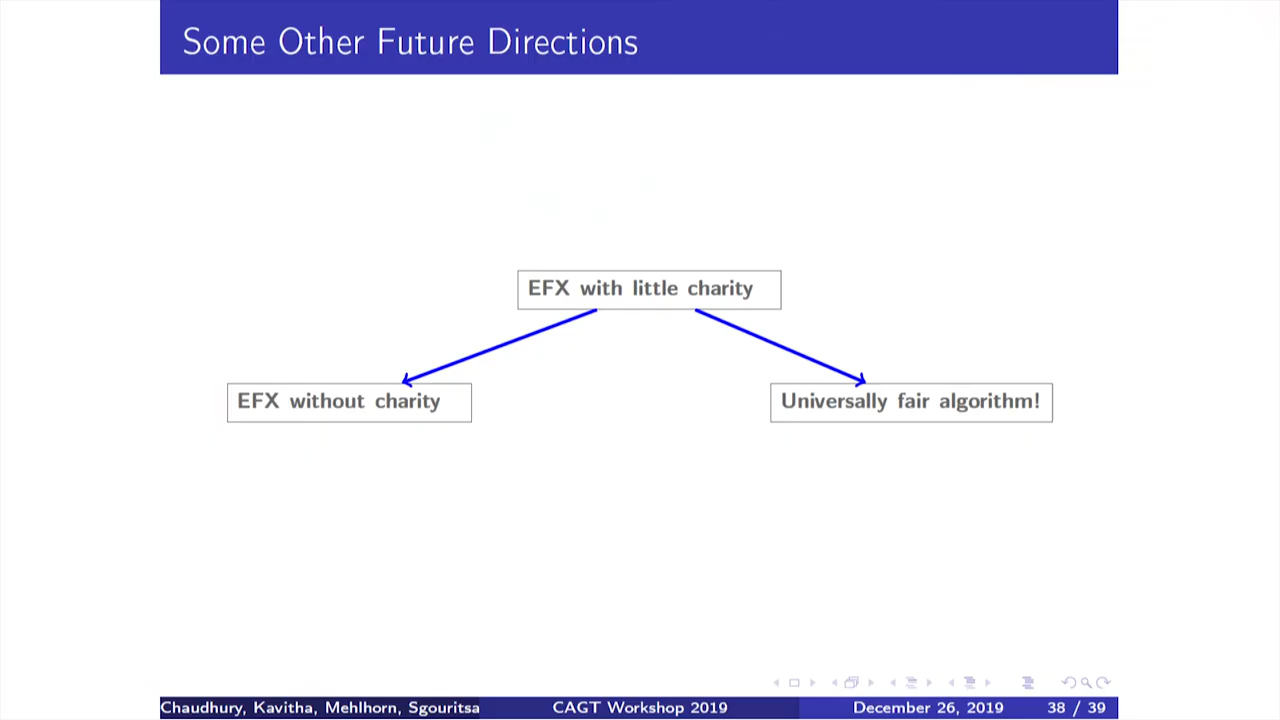 Some Other Future Directions
EFX with little charity
EFX without charity
Universally fair algorithm!
Chaudhury, Kavitha, Mehlhorn, Sgouritsa
CAGT Workshop 2019
December 26, 2019
38 / 39